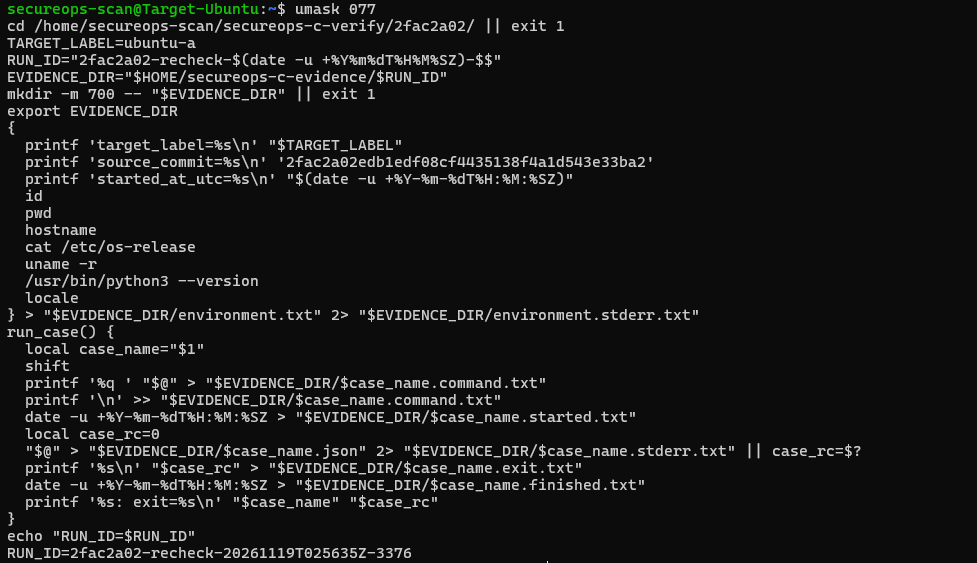 secureops-scan@Target-Ubuntu:~$ umask 077
cd /home/secureops-scan/secureops-c-verify/2fac2a02/ || exit 1
TARGET_LABEL=ubuntu-a
RUN_ID="2fac2a02-recheck-$(date -u +%Y%m%dT%H%M%SZ)-$$"
EVIDENCE_DIR="$HOME/secureops-c-evidence/$RUN_ID"
mkdir -m 700 -- "$EVIDENCE_DIR" || exit 1
export EVIDENCE_DIR
{
  printf 'target_label=%s\n' "$TARGET_LABEL"
  printf 'source_commit=%s\n' '2fac2a02edb1edf08cf4435138f4a1d543e33ba2'
  printf 'started_at_utc=%s\n' "$(date -u +%Y-%m-%dT%H:%M:%SZ)"
  id
  pwd
  hostname
  cat /etc/os-release
  uname -r
  /usr/bin/python3 --version
  locale
} > "$EVIDENCE_DIR/environment.txt" 2> "$EVIDENCE_DIR/environment.stderr.txt"
run_case() {
  local case_name="$1"
  shift
  printf '%q ' "$@" > "$EVIDENCE_DIR/$case_name.command.txt"
  printf '\n' >> "$EVIDENCE_DIR/$case_name.command.txt"
  date -u +%Y-%m-%dT%H:%M:%SZ > "$EVIDENCE_DIR/$case_name.started.txt"
  local case_rc=0
  "$@" > "$EVIDENCE_DIR/$case_name.json" 2> "$EVIDENCE_DIR/$case_name.stderr.txt" || case_rc=$?
  printf '%s\n' "$case_rc" > "$EVIDENCE_DIR/$case_name.exit.txt"
  date -u +%Y-%m-%dT%H:%M:%SZ > "$EVIDENCE_DIR/$case_name.finished.txt"
  printf '%s: exit=%s\n' "$case_name" "$case_rc"
}
echo "RUN_ID=$RUN_ID"
RUN_ID=2fac2a02-recheck-20261119T025635Z-3376